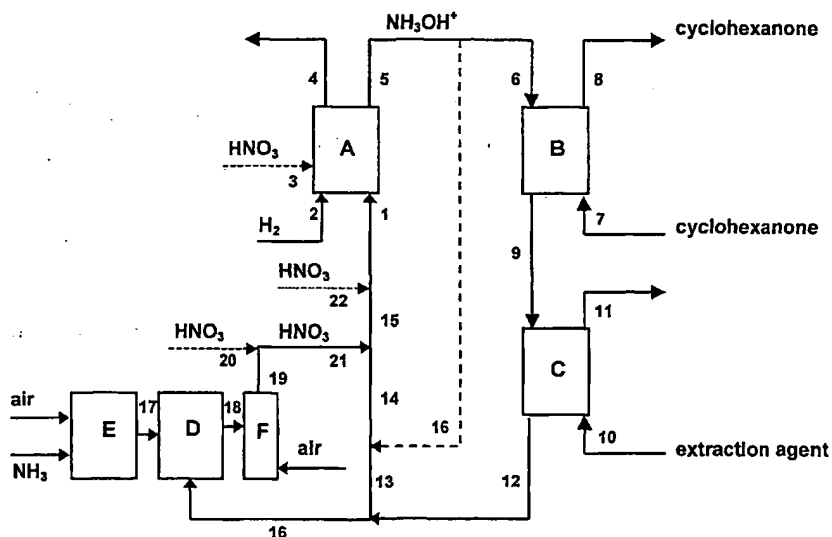 NH₃OH⁺
cyclohexanone
4
5
6
8
HNO₃
A
B
3
2
1
H₂
7
cyclohexanone
9
HNO₃
22
11
15
HNO₃
HNO₃
20
21
C
19
14
air
17
18
16
10
extraction agent
E
D
F
NH₃
air
13
12
16